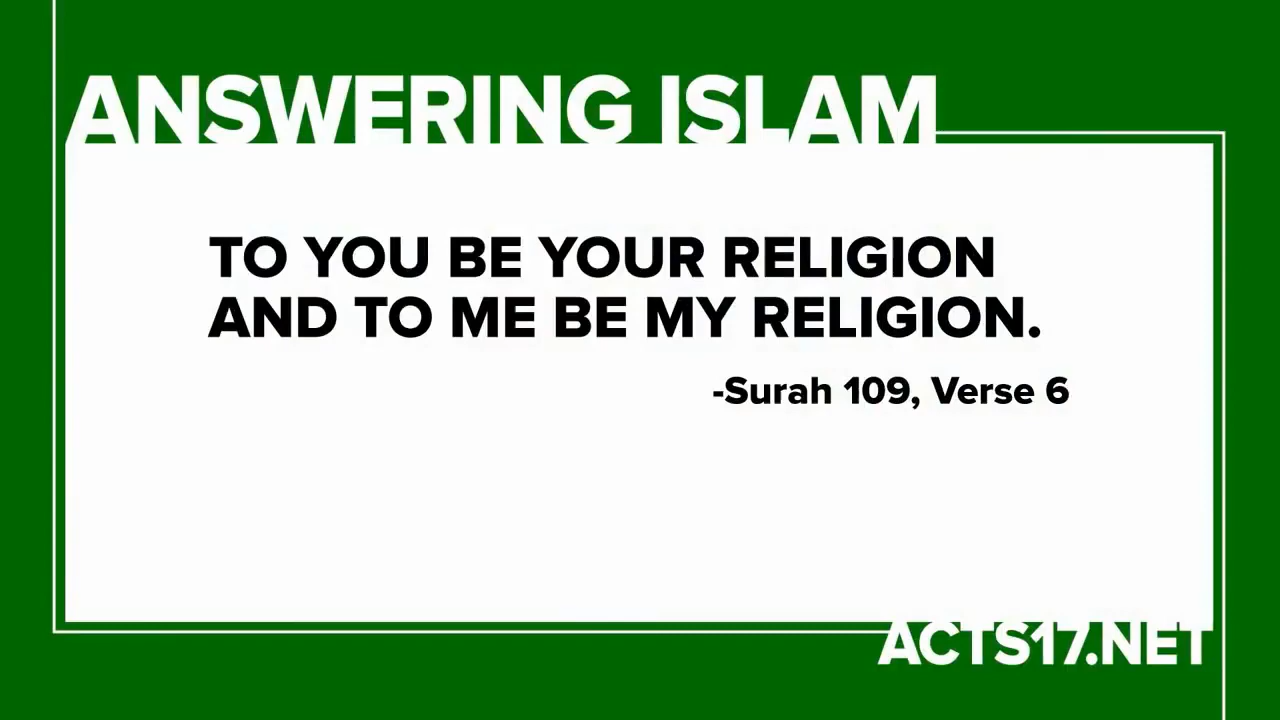 ANSWERING ISLAM
TO YOU BE YOUR RELIGION
AND TO ME BE MY RELIGION.
-Surah 109, Verse 6
ACTS17.NET